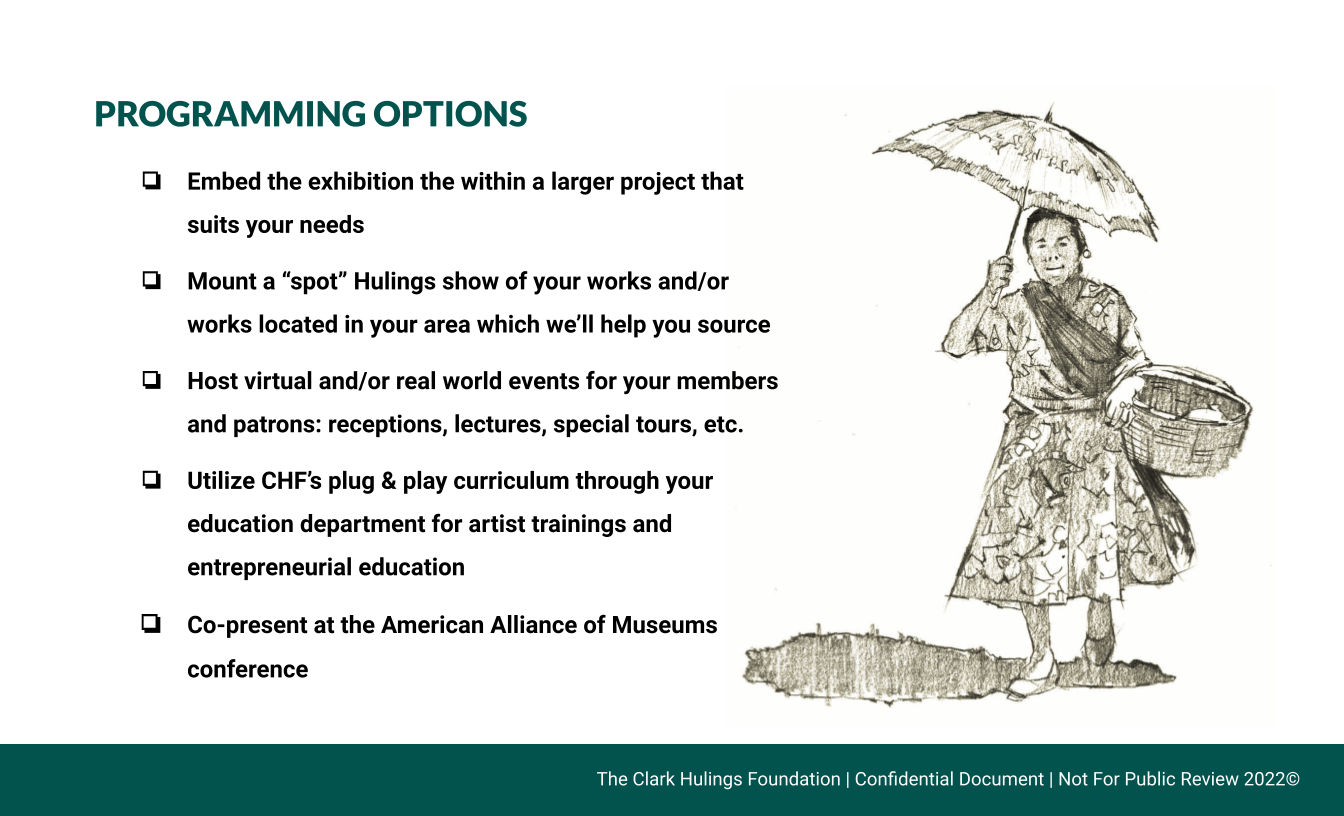 PROGRAMMING OPTIONS
❏ Embed the exhibition the within a larger project that
suits your needs
❏ Mount a “spot” Hulings show of your works and/or
works located in your area which we’ll help you source
❏ Host virtual and/or real world events for your members
and patrons: receptions, lectures, special tours, etc.
❏ Utilize CHF’s plug & play curriculum through your
education department for artist trainings and
entrepreneurial education
❏ Co-present at the American Alliance of Museums
conference
The Clark Hulings Foundation | Confidential Document | Not For Public Review 2022©